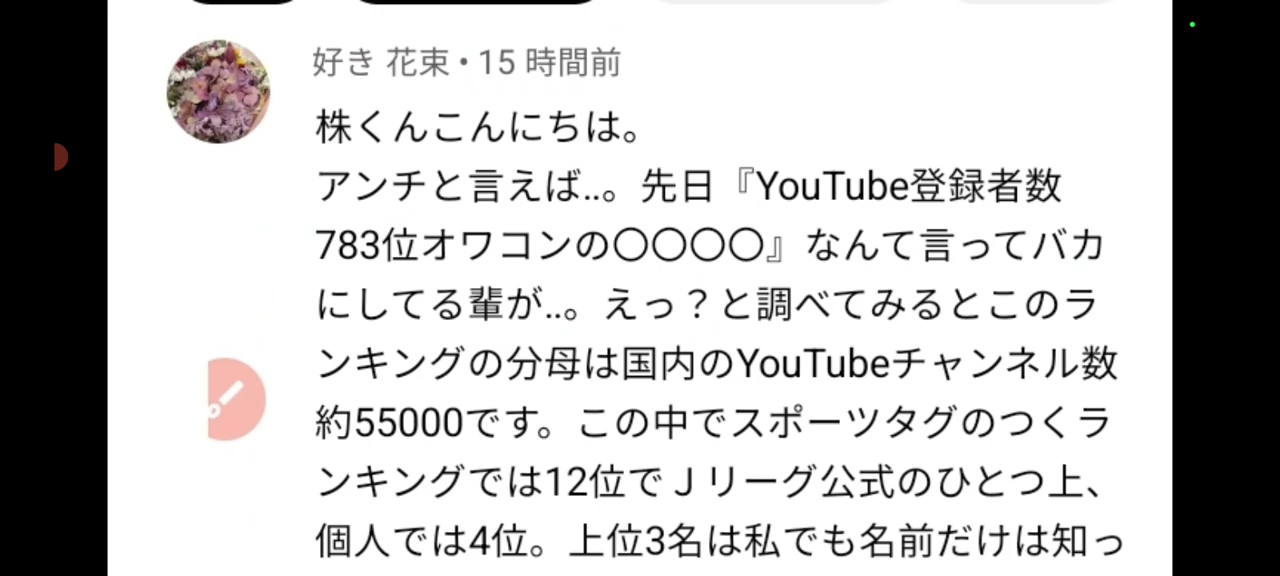 好き 花束 • 15 時間前
株くんこんにちは。
アンチと言えば‥。先日『YouTube登録者数
783位オワコンの〇〇〇〇』なんて言ってバカ
にしてる輩が‥。えっ？と調べてみるとこのラ
ンキングの分母は国内のYouTubeチャンネル数
約55000です。この中でスポーツタグのつくラ
ンキングでは12位でＪリーグ公式のひとつ上、
個人では4位。上位3名は私でも名前だけは知っ